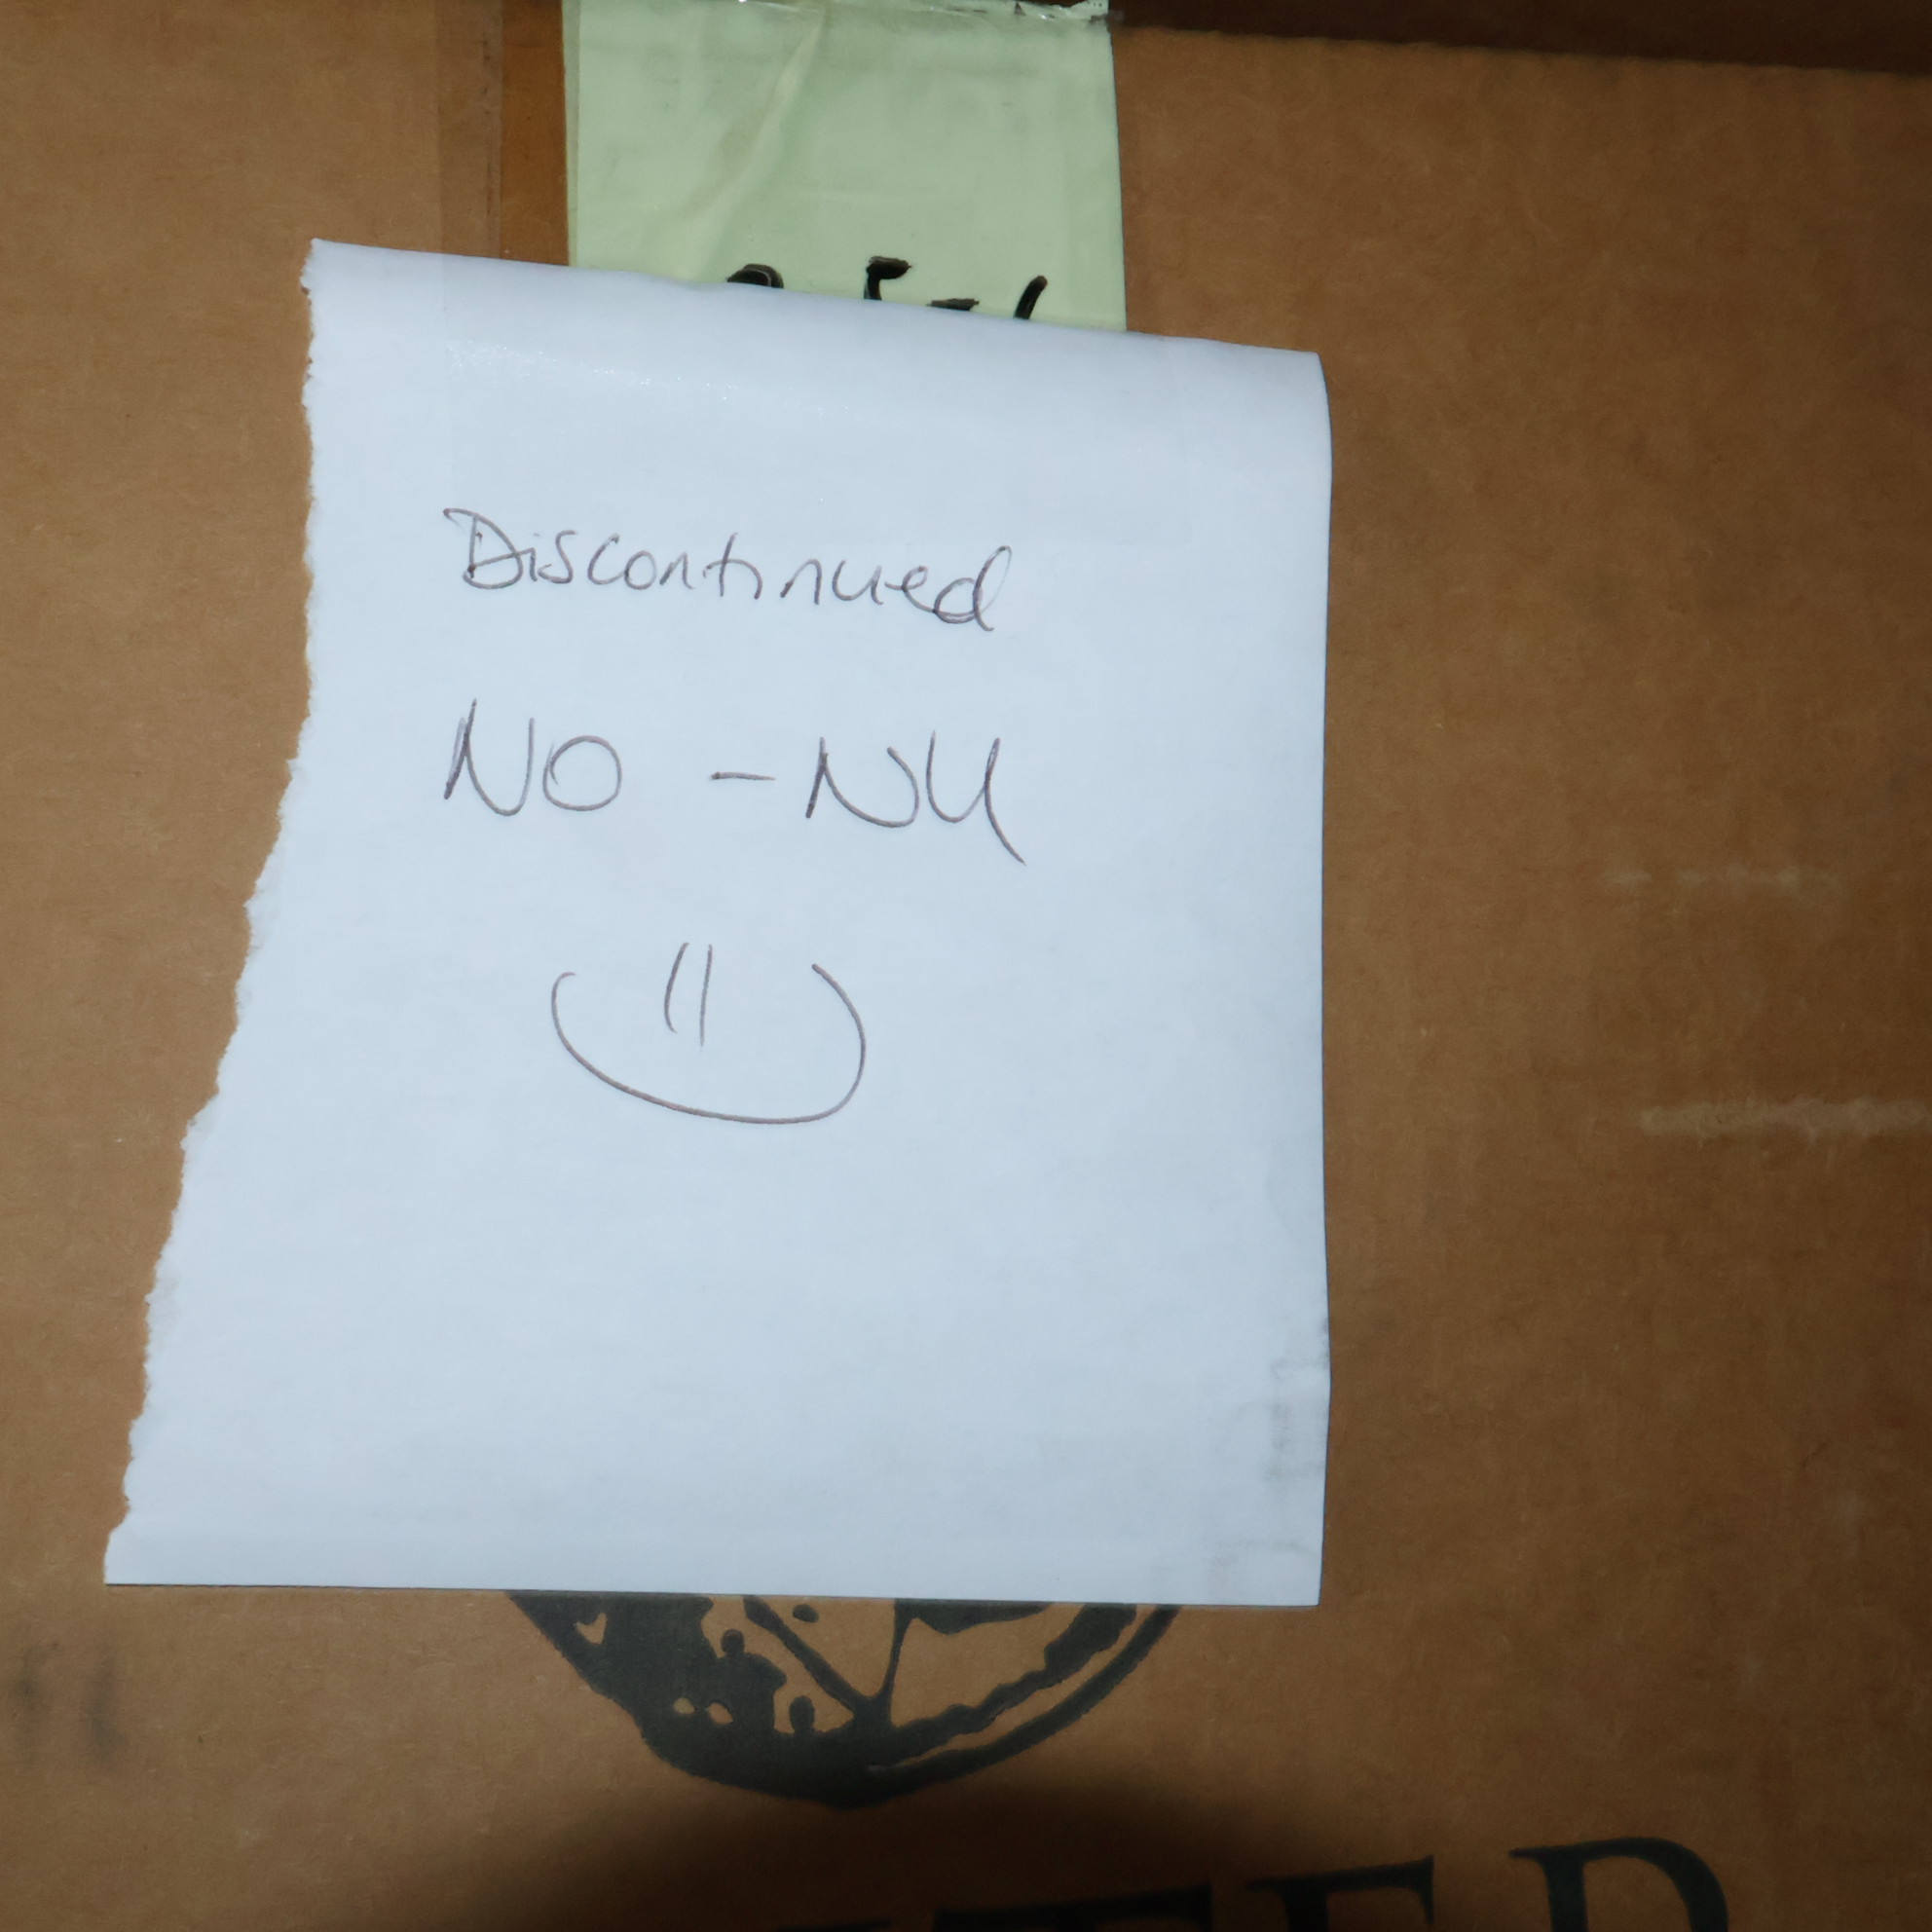 Discontinued
NO - NU